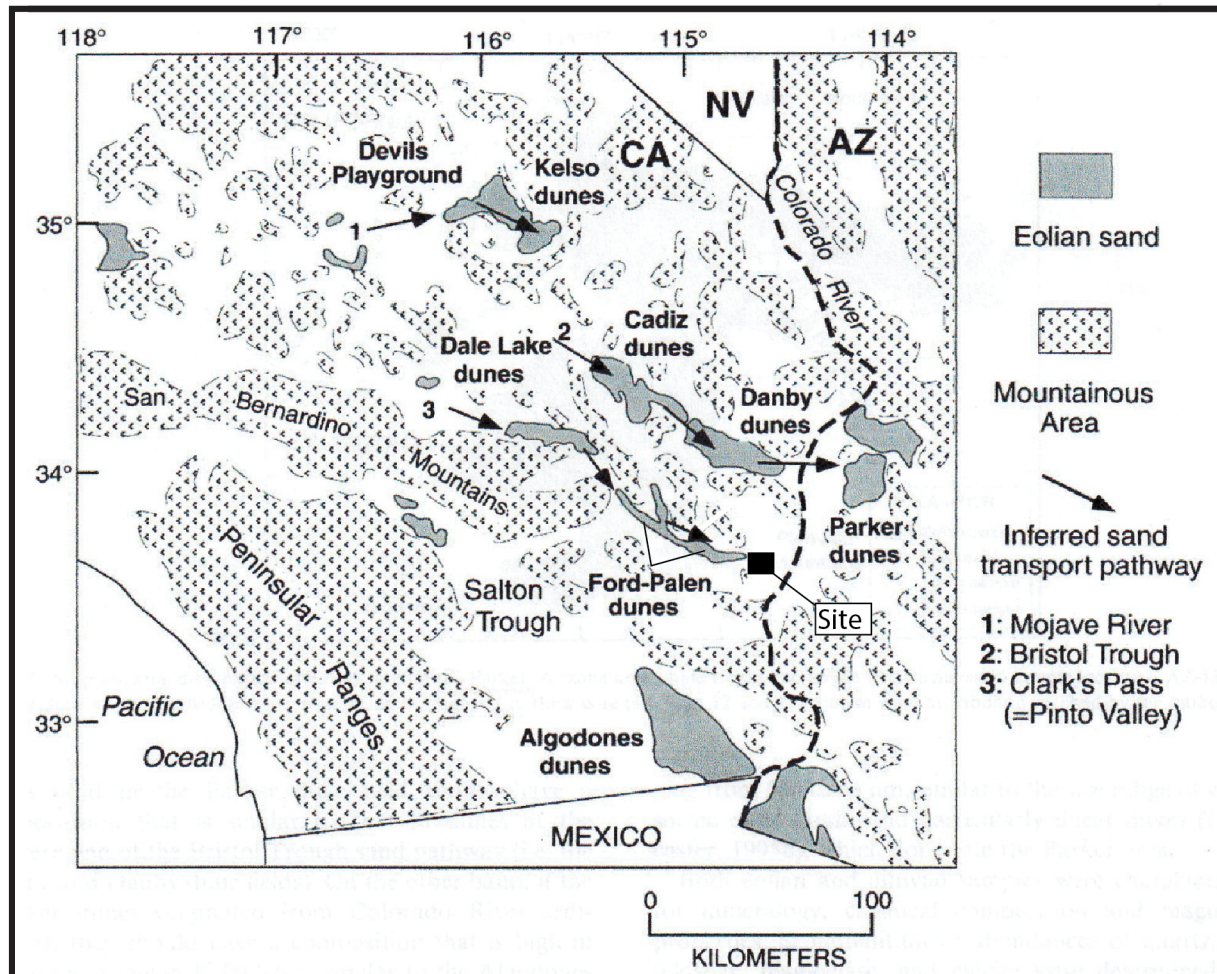 118°
117°
116°
115°
114°
NV
AZ
CA
Devils
Playground
Kelso
dunes
Colorado
River
35°
1
2
Cadiz
dunes
Dale Lake
dunes
3
Danby
dunes
San
Bernardino
Mountains
34°
Parker
dunes
Ford-Palen
dunes
Site
Peninsular
Ranges
Salton
Trough
33°
Pacific
Ocean
Algodones
dunes
MEXICO
0
100
KILOMETERS
Eolian sand
Mountainous
Area
Inferred sand
transport pathway
1: Mojave River
2: Bristol Trough
3: Clark's Pass
(=Pinto Valley)